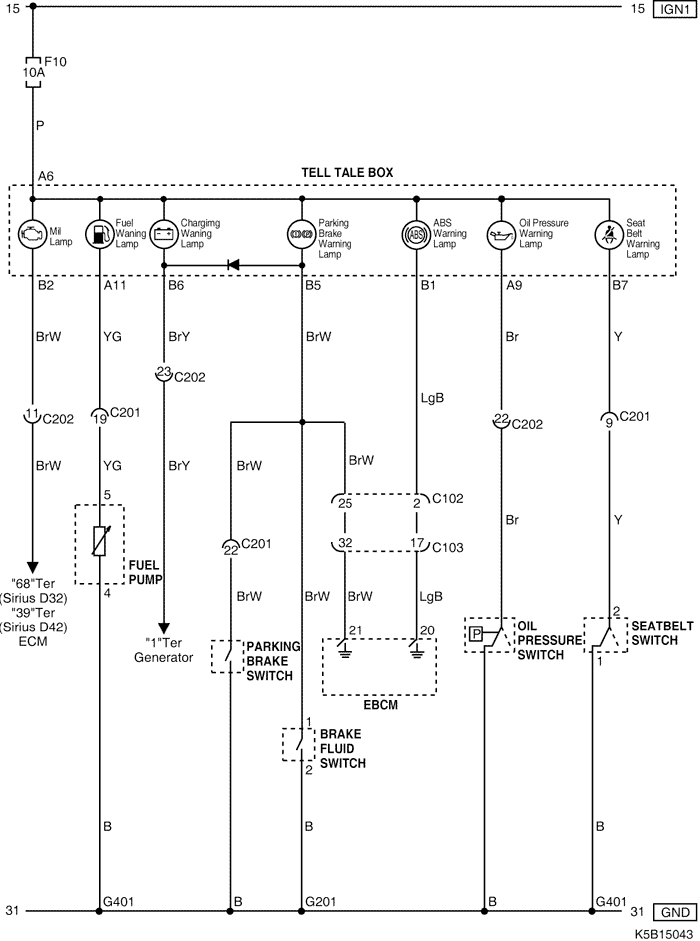 15
15 IGN1
F10
10A
P
A6
TELL TALE BOX
Mil
Lamp
Fuel
Waning
Lamp
Chargimg
Waning
Lamp
Parking
Brake
Warning
Lamp
ABS
ABS
Warning
Lamp
Oil Pressure
Warning
Lamp
Seat
Belt
Warning
Lamp
B2 A11 B6 B5 B1 A9 B7
BrW YG BrY BrW Br Y
23 C202
LgB
11 C202
19 C201
22 C202
9 C201
BrW YG BrY BrW BrW
25 2 C102
Br Y
22 C201
32 17 C103
5
FUEL
PUMP
4
BrW BrW BrW LgB
"68"Ter
(Sirius D32)
"39"Ter
(Sirius D42)
ECM
"1"Ter
Generator
PARKING
BRAKE
SWITCH
21 20
EBCM
P
OIL
PRESSURE
SWITCH
2
SEATBELT
SWITCH
1
1
BRAKE
FLUID
SWITCH
2
B B B
G401 B G201 B G401
31
31 GND
K5B15043